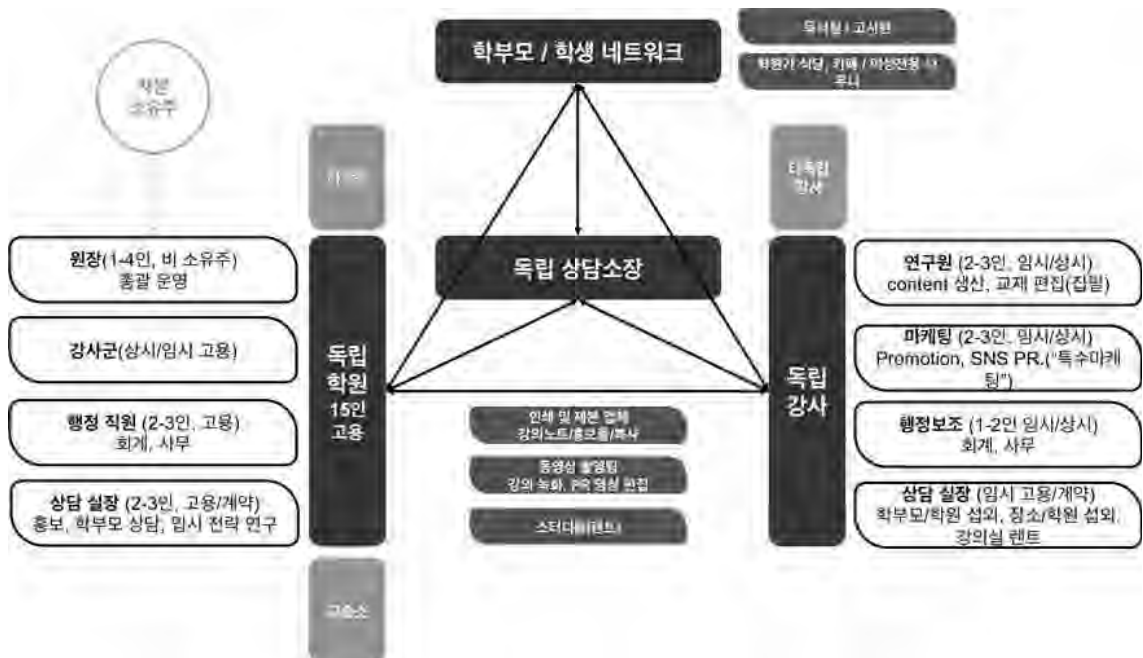 학부모 / 학생 네트워크
독서실 / 고시원
학원가 식당, 카페 /
자본
소유주
타독립
강사
원장(1-4인, 비 소유주)
총괄 운영
강사군(상시/임시 고용)
행정 직원 (2-3인, 고용)
회계, 사무
상담 실장 (2-3인, 고용/계약)
홍보, 학부모 상담, 입시 전략 연구
독립
학원
15인
고용
교습소
독립 상담소장
인쇄 및 제본 업체
강의노트/홍보물/복사
동영상 촬영팀
강의 녹화, PR 영상 편집
스터디룸(렌트)
독립
강사
연구원 (2-3인, 임시/상시)
content 생산, 교재 편집(집필)
마케팅 (2-3인, 임시/상시)
Promotion, SNS PR.("특수마케
팅")
행정보조 (1-2인 임시/상시)
회계, 사무
상담 실장 (임시 고용/계약)
학부모/학원 섭외, 장소/학원 섭외,
강의실 렌트